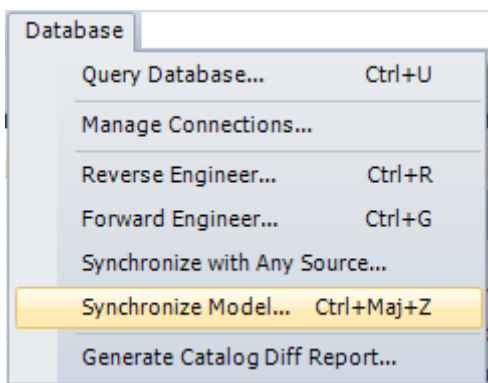 Database
Query Database... Ctrl+U
Manage Connections...
Reverse Engineer... Ctrl+R
Forward Engineer... Ctrl+G
Synchronize with Any Source...
Synchronize Model... Ctrl+Maj+Z
Generate Catalog Diff Report...